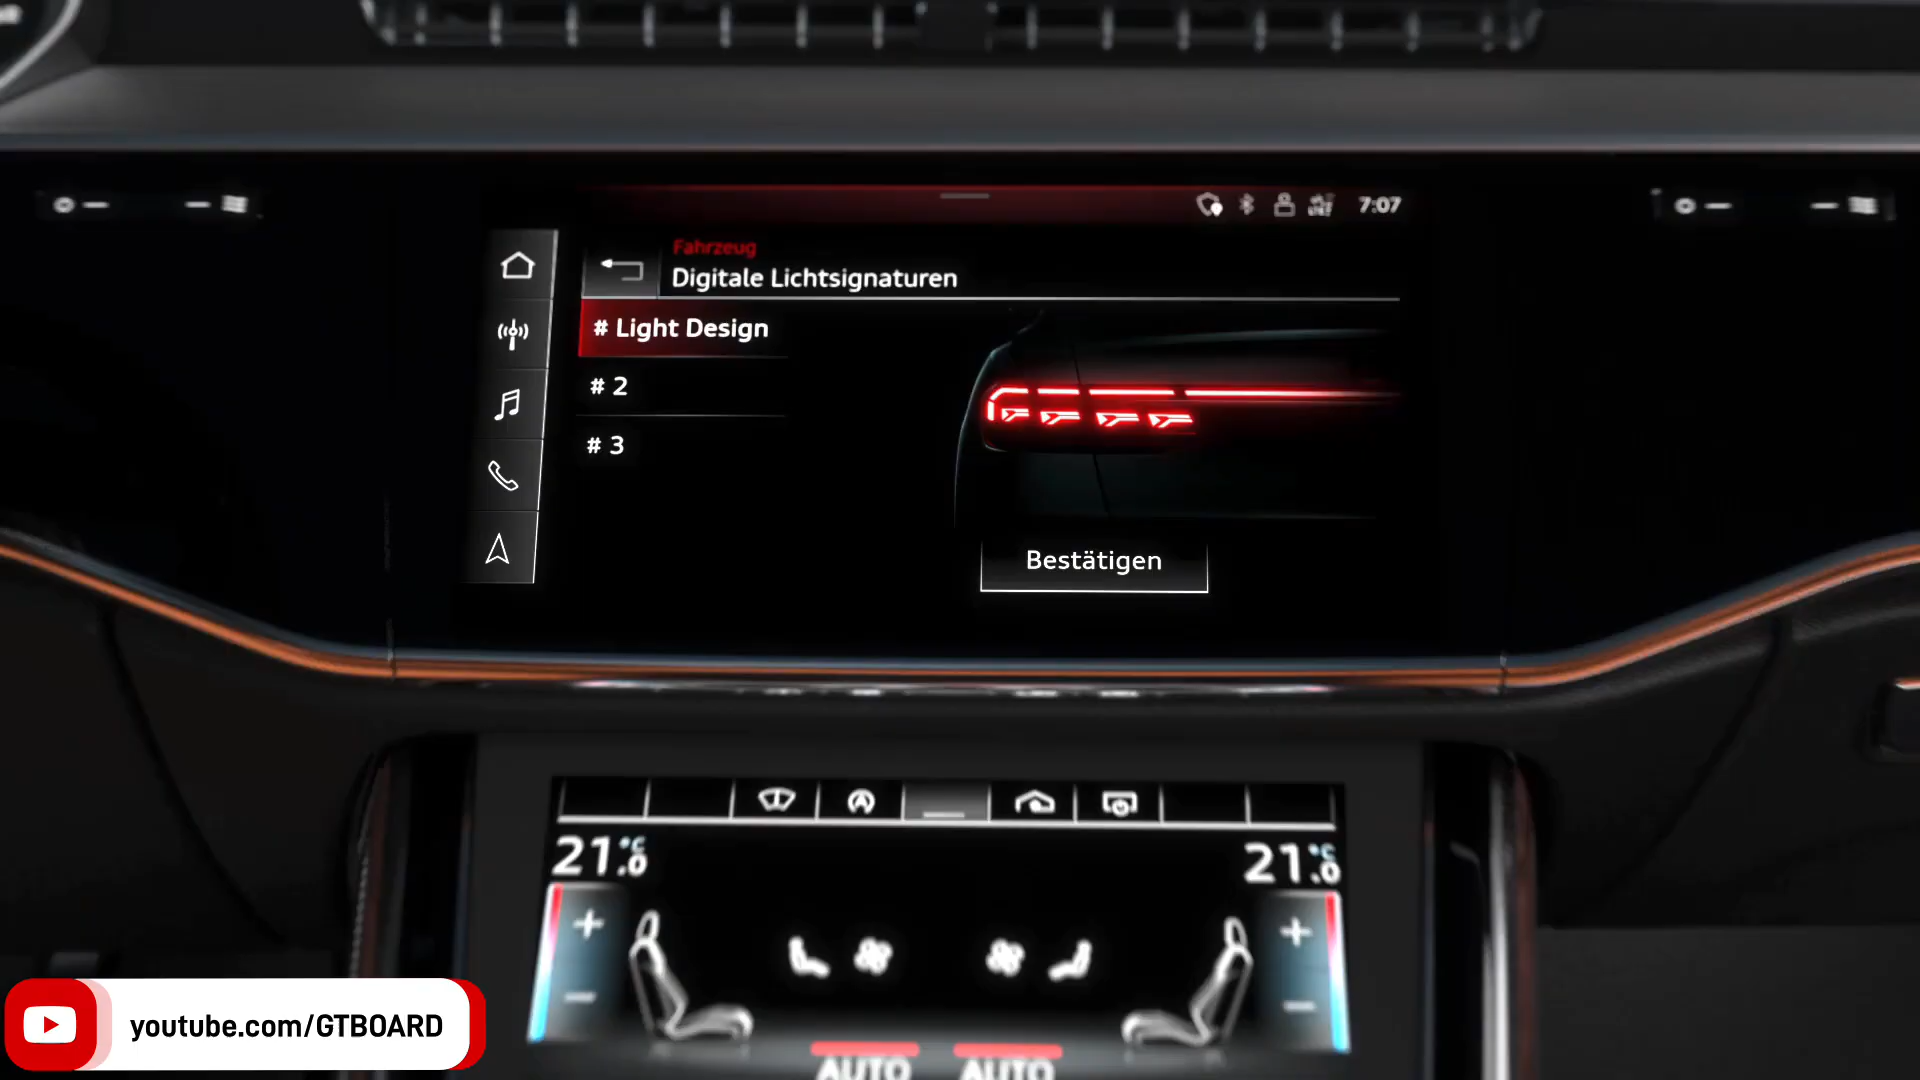 7:07
Fahrzeug
Digitale Lichtsignaturen
# Light Design
# 2
# 3
Bestätigen
21.0 °C
21.0 °C
AUTO
AUTO
youtube.com/GTBOARD